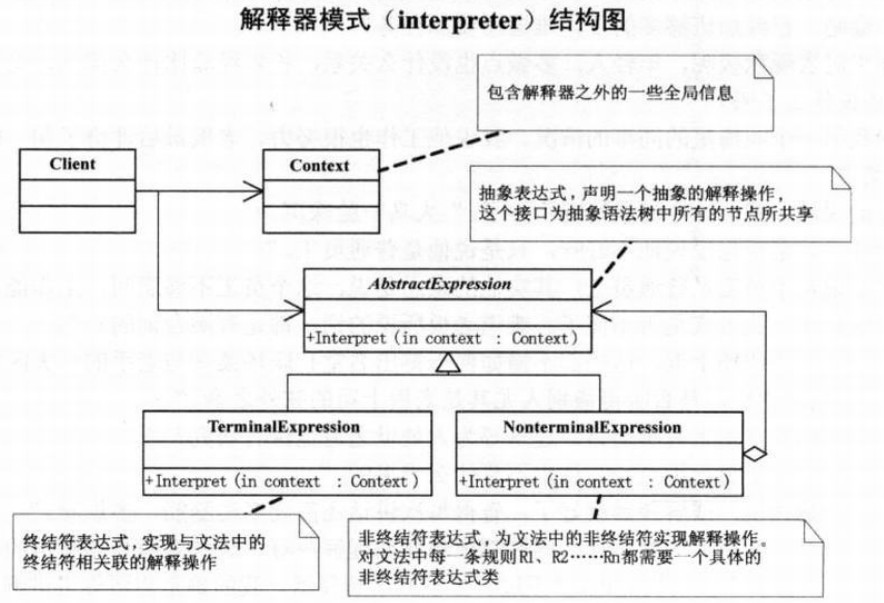 解释器模式（interpreter）结构图
包含解释器之外的一些全局信息
Client
Context
抽象表达式，声明一个抽象的解释操作，
这个接口为抽象语法树中所有的节点所共享
AbstractExpression
+Interpret(in context : Context)
TerminalExpression
NonterminalExpression
+Interpret(in context : Context)
+Interpret(in context : Context)
终结符表达式，实现与文法中的
终结符相关联的解释操作
非终结符表达式，为文法中的非终结符实现解释操作。
对文法中每一条规则R1、R2……Rn都需要一个具体的
非终结符表达式类